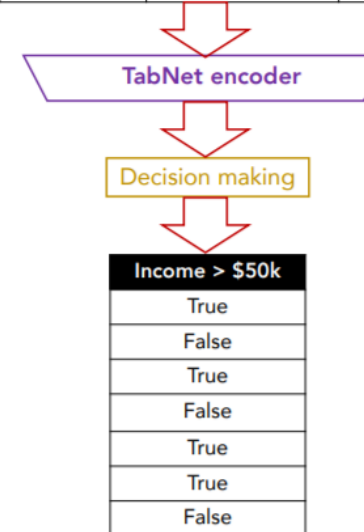 TabNet encoder
Decision making
Income > $50k
True
False
True
False
True
True
False